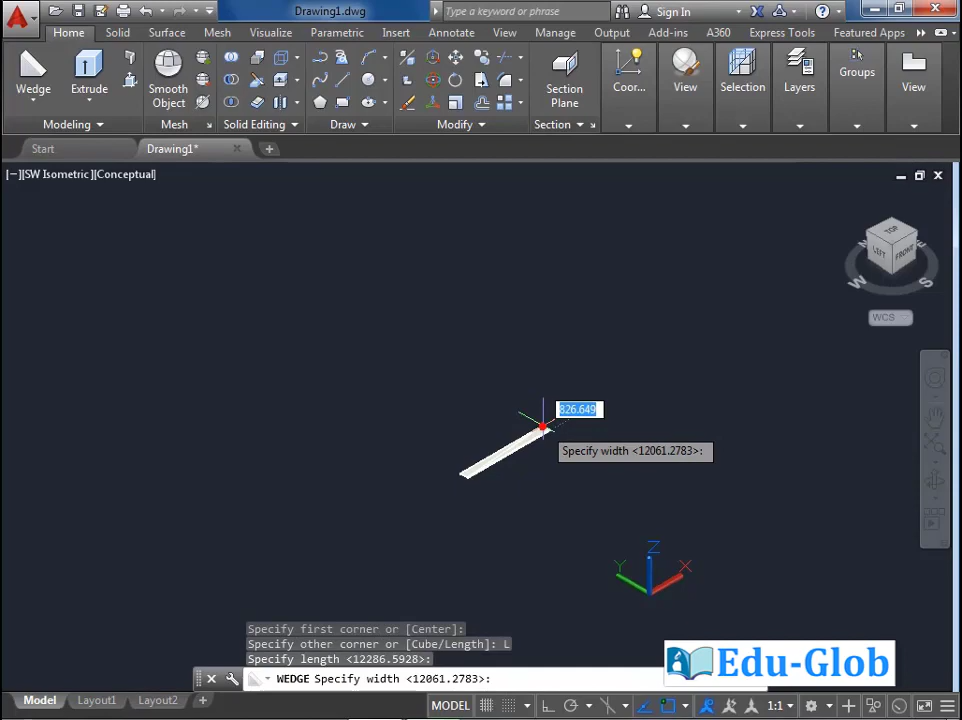 Drawing1.dwg
Type a keyword or phrase
Sign In
Home Solid Surface Mesh Visualize Parametric Insert Annotate View Manage Output Add-ins A360 Express Tools Featured Apps
Wedge Extrude Smooth Object Section Plane Coor... View Selection Layers Groups View
Modeling Mesh Solid Editing Draw Modify Section
Start Drawing1* +
[−][SW Isometric][Conceptual]
TOP
LEFT FRONT
W S
WCS
826.649
Specify width <12061.2783>:
Z
Y X
Specify first corner or [Center]:
Specify other corner or [Cube/Length]: L
Specify length <12286.5928>:
WEDGE Specify width <12061.2783>:
Edu-Glob
Model Layout1 Layout2 + MODEL 1:1